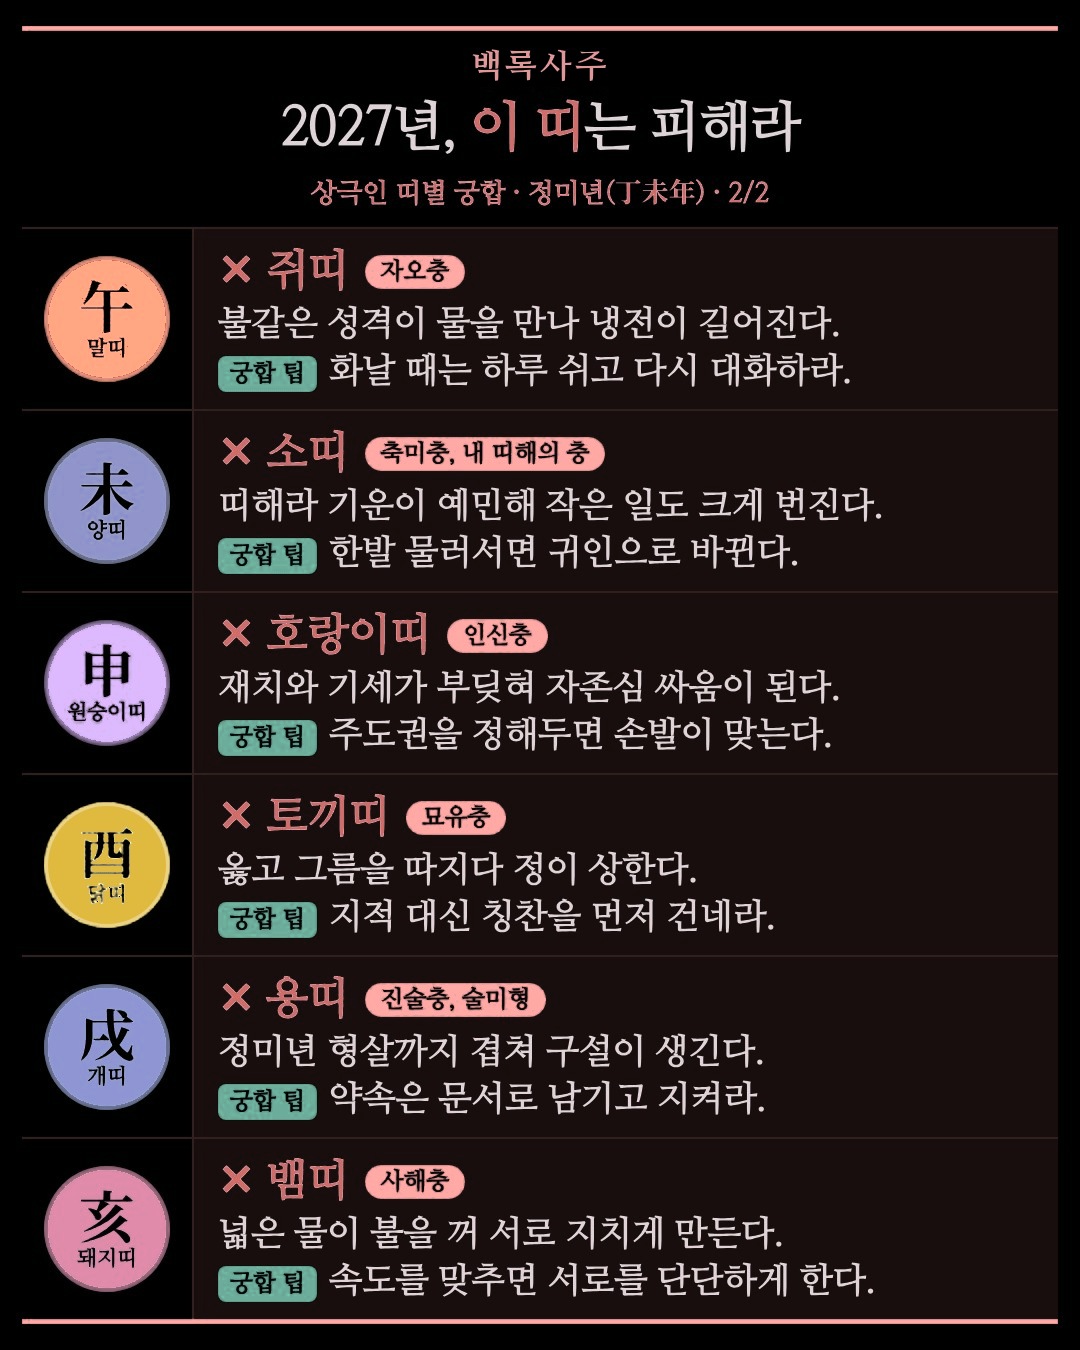 백록사주
2027년, 이 띠는 피해라
상극인 띠별 궁합 · 정미년(丁未年) · 2/2
午
말띠
× 쥐띠 자오충
불같은 성격이 물을 만나 냉전이 길어진다.
궁합 팁 화날 때는 하루 쉬고 다시 대화하라.
未
양띠
× 소띠 축미충, 내 띠해의 충
띠해라 기운이 예민해 작은 일도 크게 번진다.
궁합 팁 한발 물러서면 귀인으로 바뀐다.
申
원숭이띠
× 호랑이띠 인신충
재치와 기세가 부딪혀 자존심 싸움이 된다.
궁합 팁 주도권을 정해두면 손발이 맞는다.
酉
닭띠
× 토끼띠 묘유충
옳고 그름을 따지다 정이 상한다.
궁합 팁 지적 대신 칭찬을 먼저 건네라.
戌
개띠
× 용띠 진술충, 술미형
정미년 형살까지 겹쳐 구설이 생긴다.
궁합 팁 약속은 문서로 남기고 지켜라.
亥
돼지띠
× 뱀띠 사해충
넓은 물이 불을 꺼 서로 지치게 만든다.
궁합 팁 속도를 맞추면 서로를 단단하게 한다.